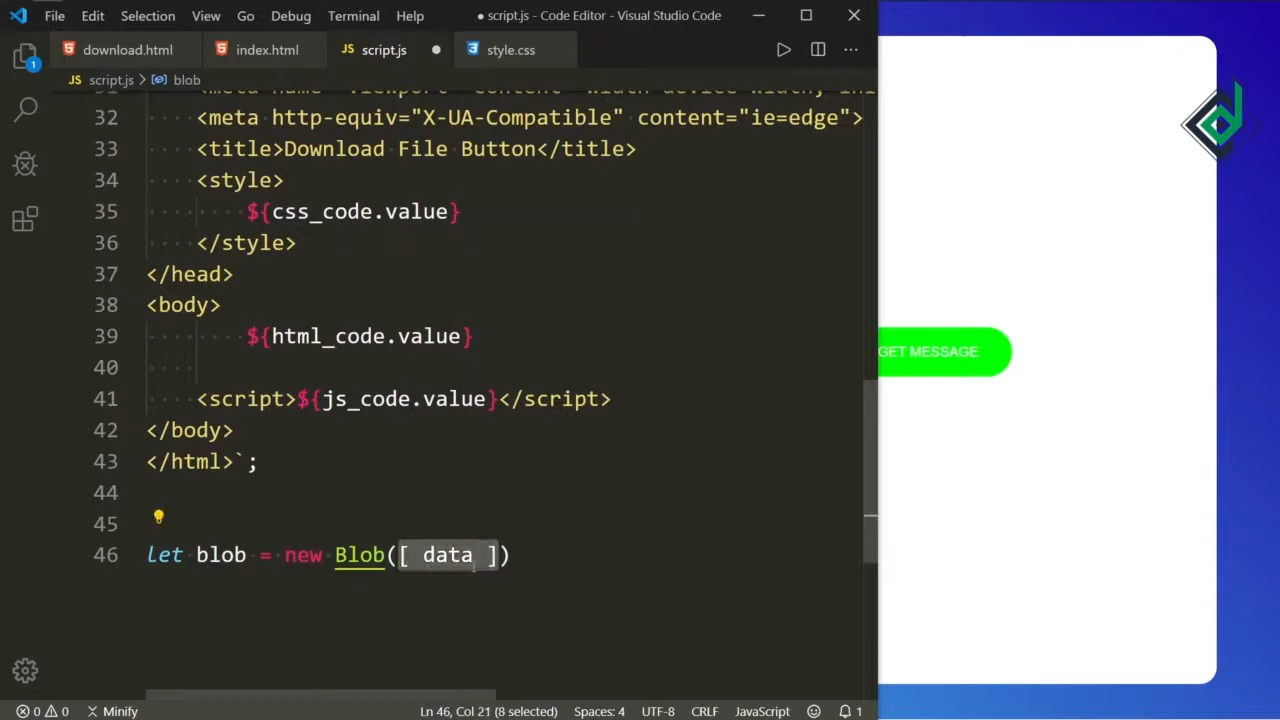 File Edit Selection View Go Debug Terminal Help ● script.js - Code Editor - Visual Studio Code
download.html index.html JS script.js ● style.css ...
JS script.js > blob
32 <meta http-equiv="X-UA-Compatible" content="ie=edge">
33 <title>Download File Button</title>
34 <style>
35 ${css_code.value}
36 </style>
37 </head>
38 <body>
39 ${html_code.value}
40
41 <script>${js_code.value}</script>
42 </body>
43 </html>`;
44
45
46 let blob = new Blob([ data ])
GET MESSAGE
1
0 0 Minify Ln 46, Col 21 (8 selected) Spaces: 4 UTF-8 CRLF JavaScript 1